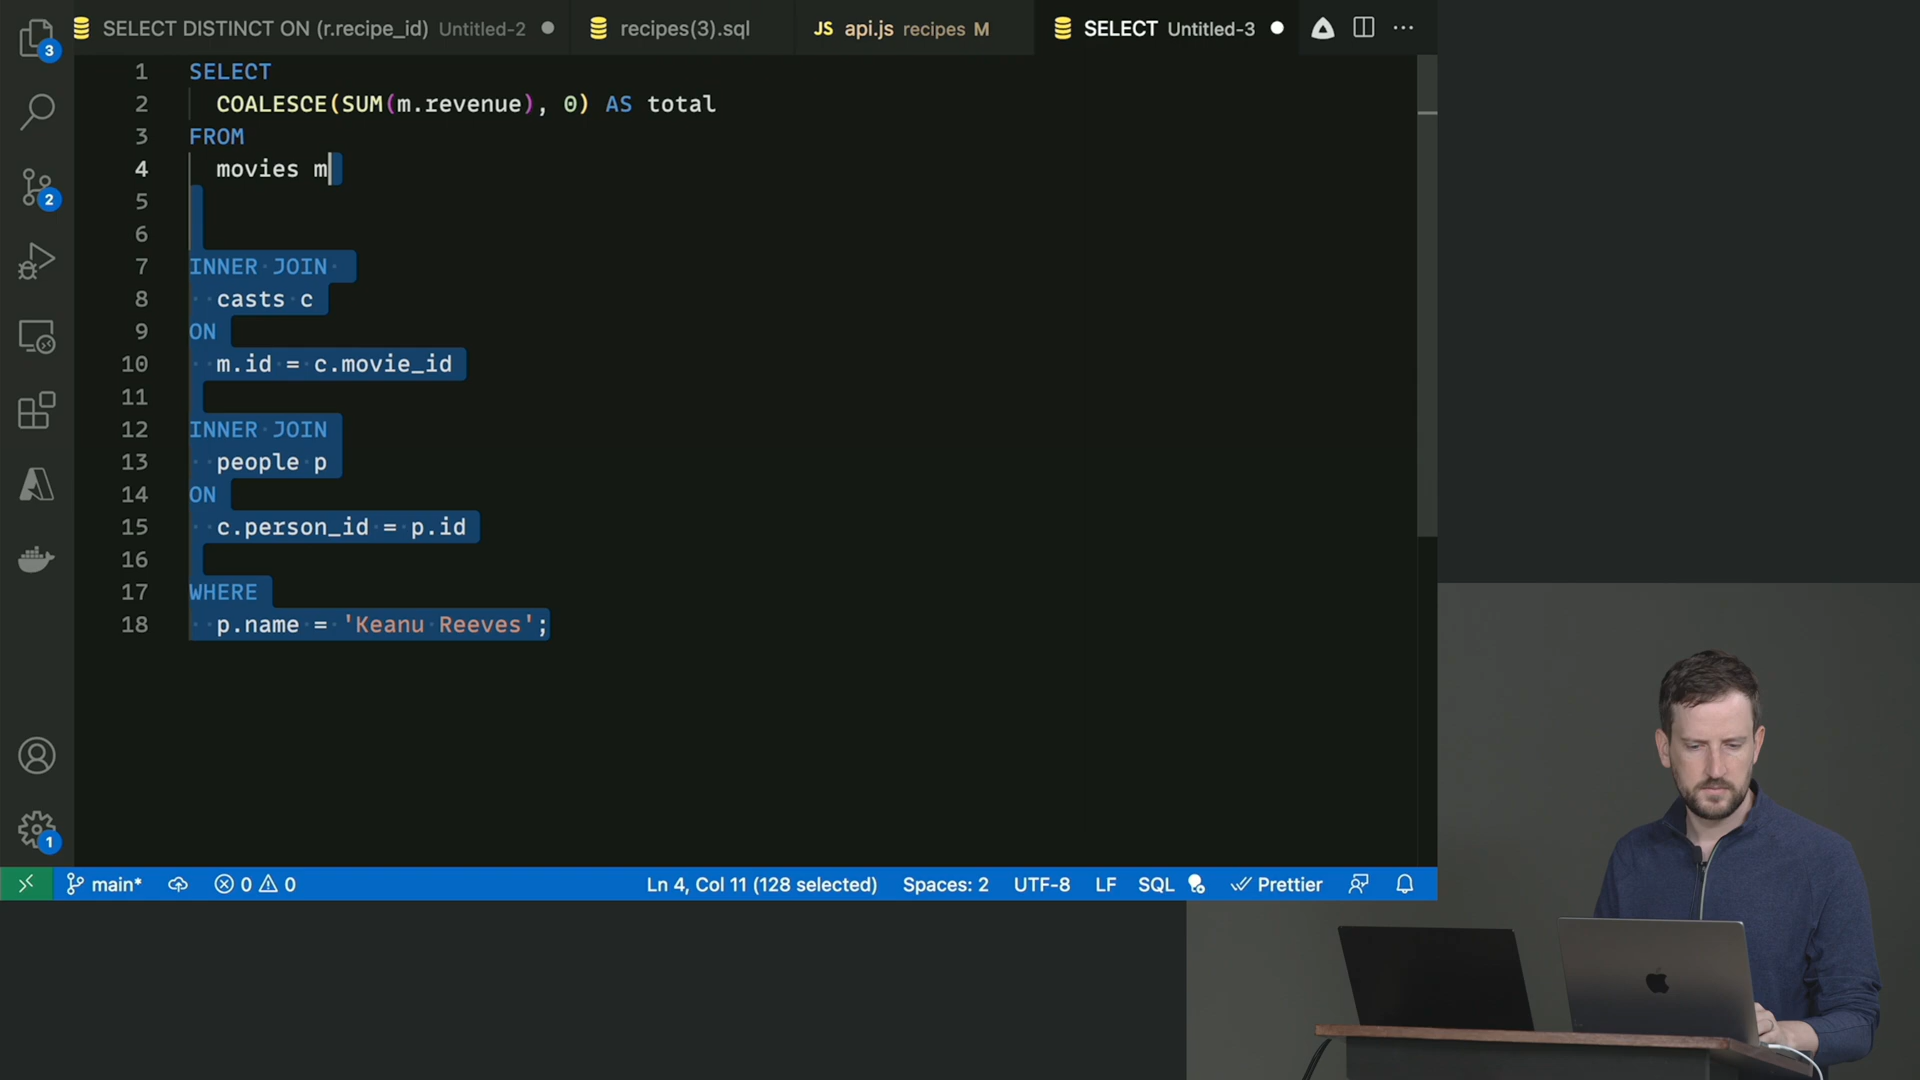 SELECT DISTINCT ON (r.recipe_id) Untitled-2
recipes(3).sql
JS api.js recipes M
SELECT Untitled-3
3
2
1
1 SELECT
2 COALESCE(SUM(m.revenue), 0) AS total
3 FROM
4 movies m
5
6
7 INNER JOIN
8 casts c
9 ON
10 m.id = c.movie_id
11
12 INNER JOIN
13 people p
14 ON
15 c.person_id = p.id
16
17 WHERE
18 p.name = 'Keanu Reeves';
main* 0 0 Ln 4, Col 11 (128 selected) Spaces: 2 UTF-8 LF SQL Prettier